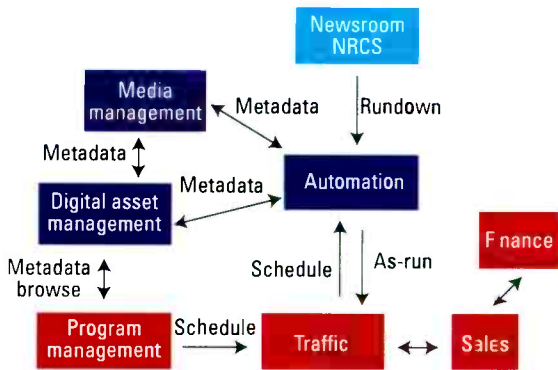 Newsroom
NRCS
Media
management
Metadata
Rundown
Metadata
Digital asset
management
Metadata
Automation
Metadata
browse
Schedule
As-run
Finance
Program
management
Schedule
Traffic
Sales